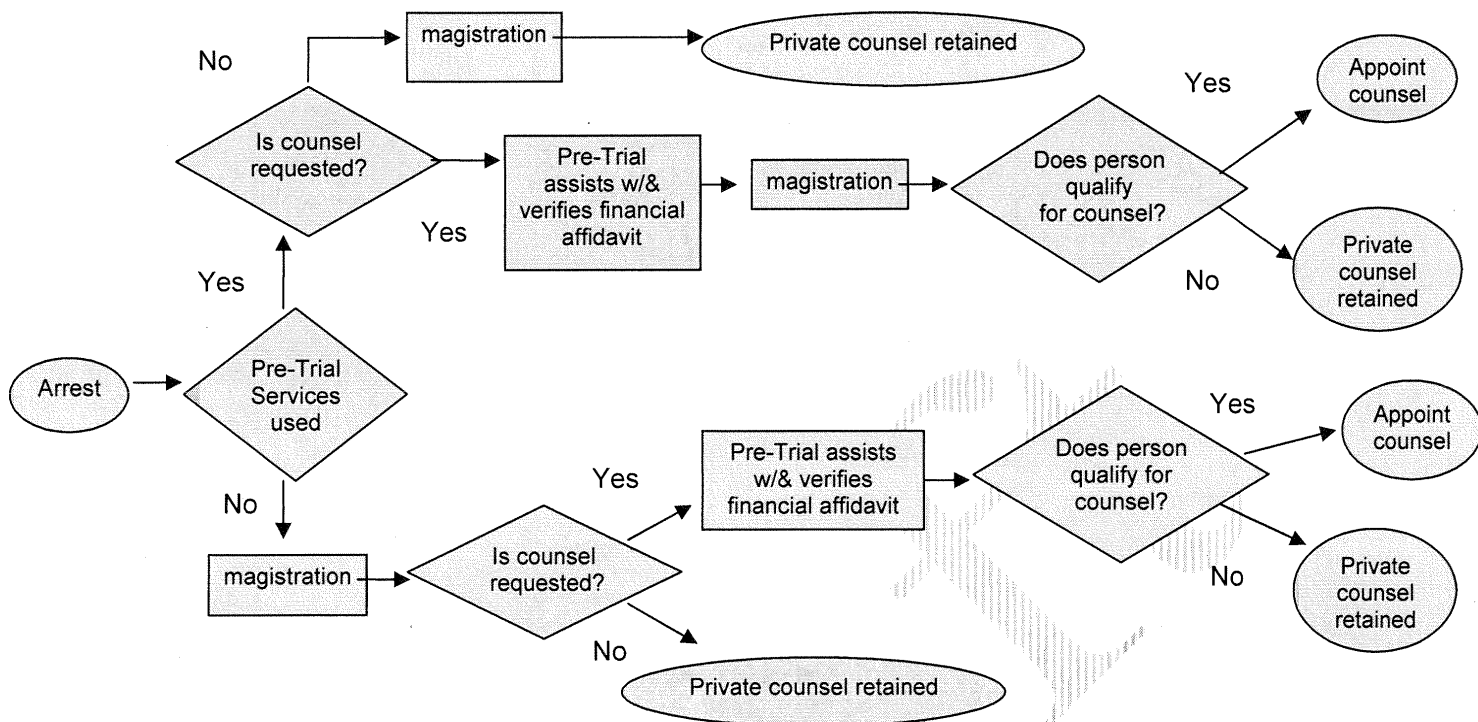 No
magistration
Private counsel retained
Is counsel
requested?
Yes
Pre-Trial
assists w/&
verifies financial
affidavit
magistration
Does person
qualify
for counsel?
Yes
Appoint
counsel
No
Private
counsel
retained
Yes
Arrest
Pre-Trial
Services
used
No
magistration
Is counsel
requested?
Yes
Pre-Trial assists
w/& verifies
financial affidavit
Does person
qualify for
counsel?
Yes
Appoint
counsel
No
Private
counsel
retained
No
Private counsel retained